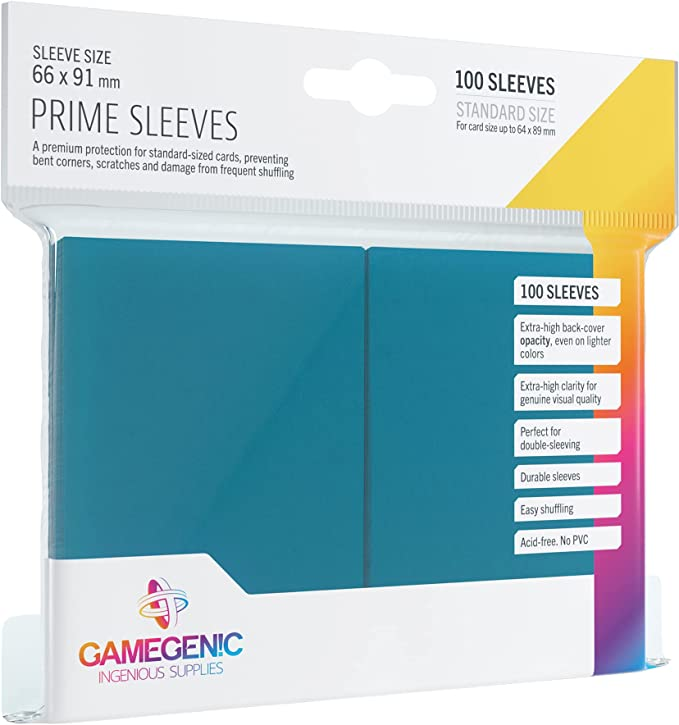 SLEEVE SIZE
66 x 91 mm
PRIME SLEEVES
A premium protection for standard-sized cards, preventing
bent corners, scratches and damage from frequent shuffling
100 SLEEVES
STANDARD SIZE
For card size up to 64 x 89 mm
100 SLEEVES
Extra-high back-cover
opacity, even on lighter
colors
Extra-high clarity for
genuine visual quality
Perfect for
double-sleeving
Durable sleeves
Easy shuffling
Acid-free. No PVC
GAMEGEN!C
INGENIOUS SUPPLIES